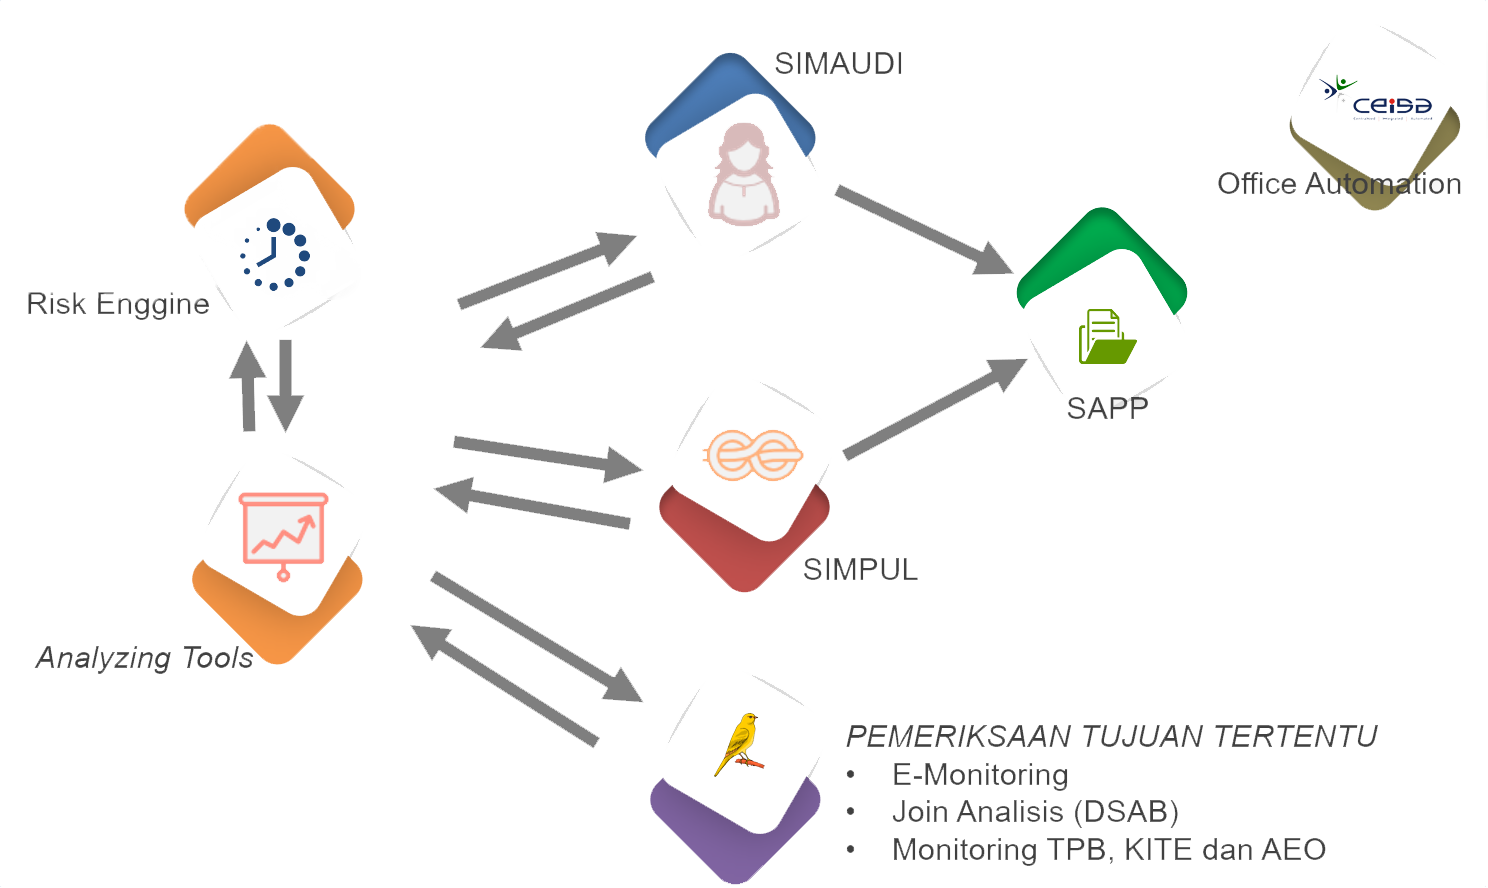 SIMAUDI
ceisa
Office Automation
Risk Enggine
SAPP
SIMPUL
Analyzing Tools
PEMERIKSAAN TUJUAN TERTENTU
• E-Monitoring
• Join Analisis (DSAB)
• Monitoring TPB, KITE dan AEO